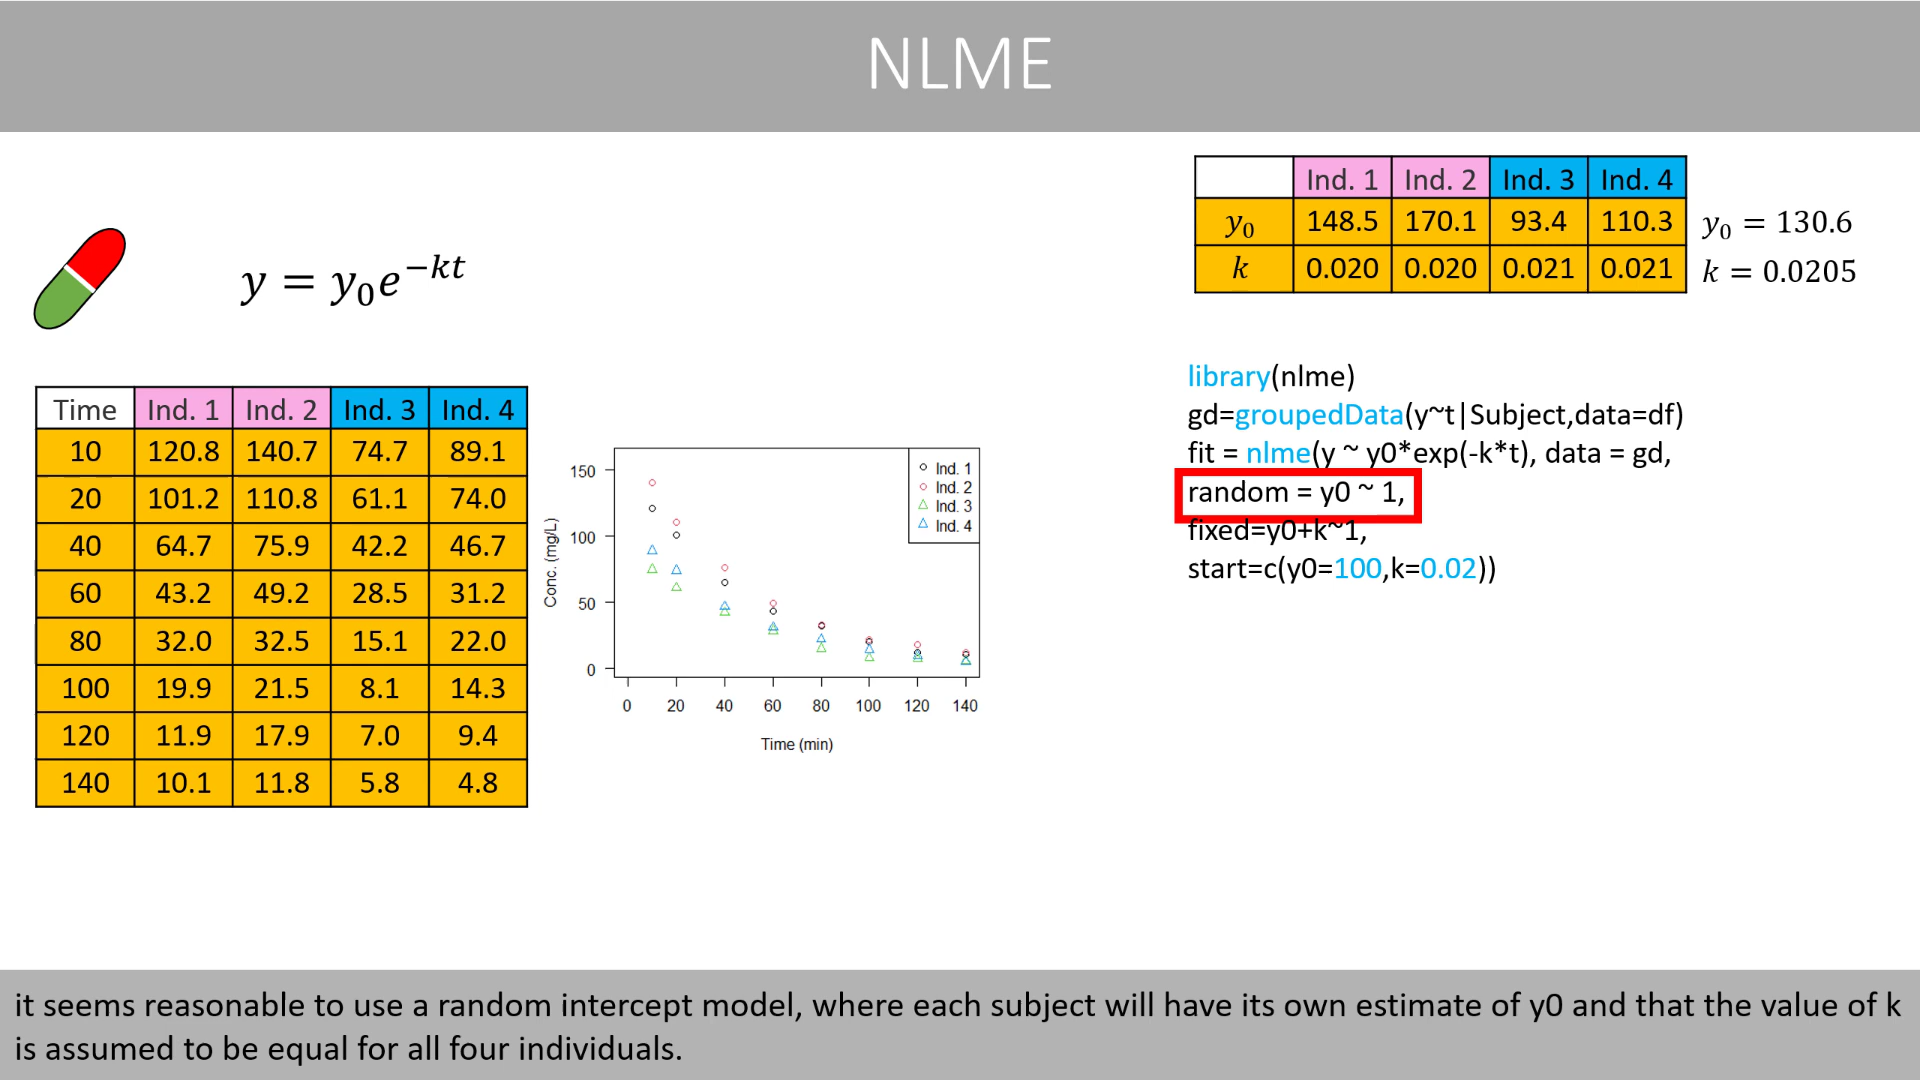 NLME
y = y₀e^−kt
Ind. 1 Ind. 2 Ind. 3 Ind. 4
y₀ 148.5 170.1 93.4 110.3 y₀ = 130.6
k 0.020 0.020 0.021 0.021 k = 0.0205
Time Ind. 1 Ind. 2 Ind. 3 Ind. 4
10 120.8 140.7 74.7 89.1
20 101.2 110.8 61.1 74.0
40 64.7 75.9 42.2 46.7
60 43.2 49.2 28.5 31.2
80 32.0 32.5 15.1 22.0
100 19.9 21.5 8.1 14.3
120 11.9 17.9 7.0 9.4
140 10.1 11.8 5.8 4.8
Conc. (mg/L)
150
100
50
0
Ind. 1
Ind. 2
Ind. 3
Ind. 4
0 20 40 60 80 100 120 140
Time (min)
library(nlme)
gd=groupedData(y~t|Subject,data=df)
fit = nlme(y ~ y0*exp(-k*t), data = gd,
random = y0 ~ 1,
fixed=y0+k~1,
start=c(y0=100,k=0.02))
it seems reasonable to use a random intercept model, where each subject will have its own estimate of y0 and that the value of k
is assumed to be equal for all four individuals.